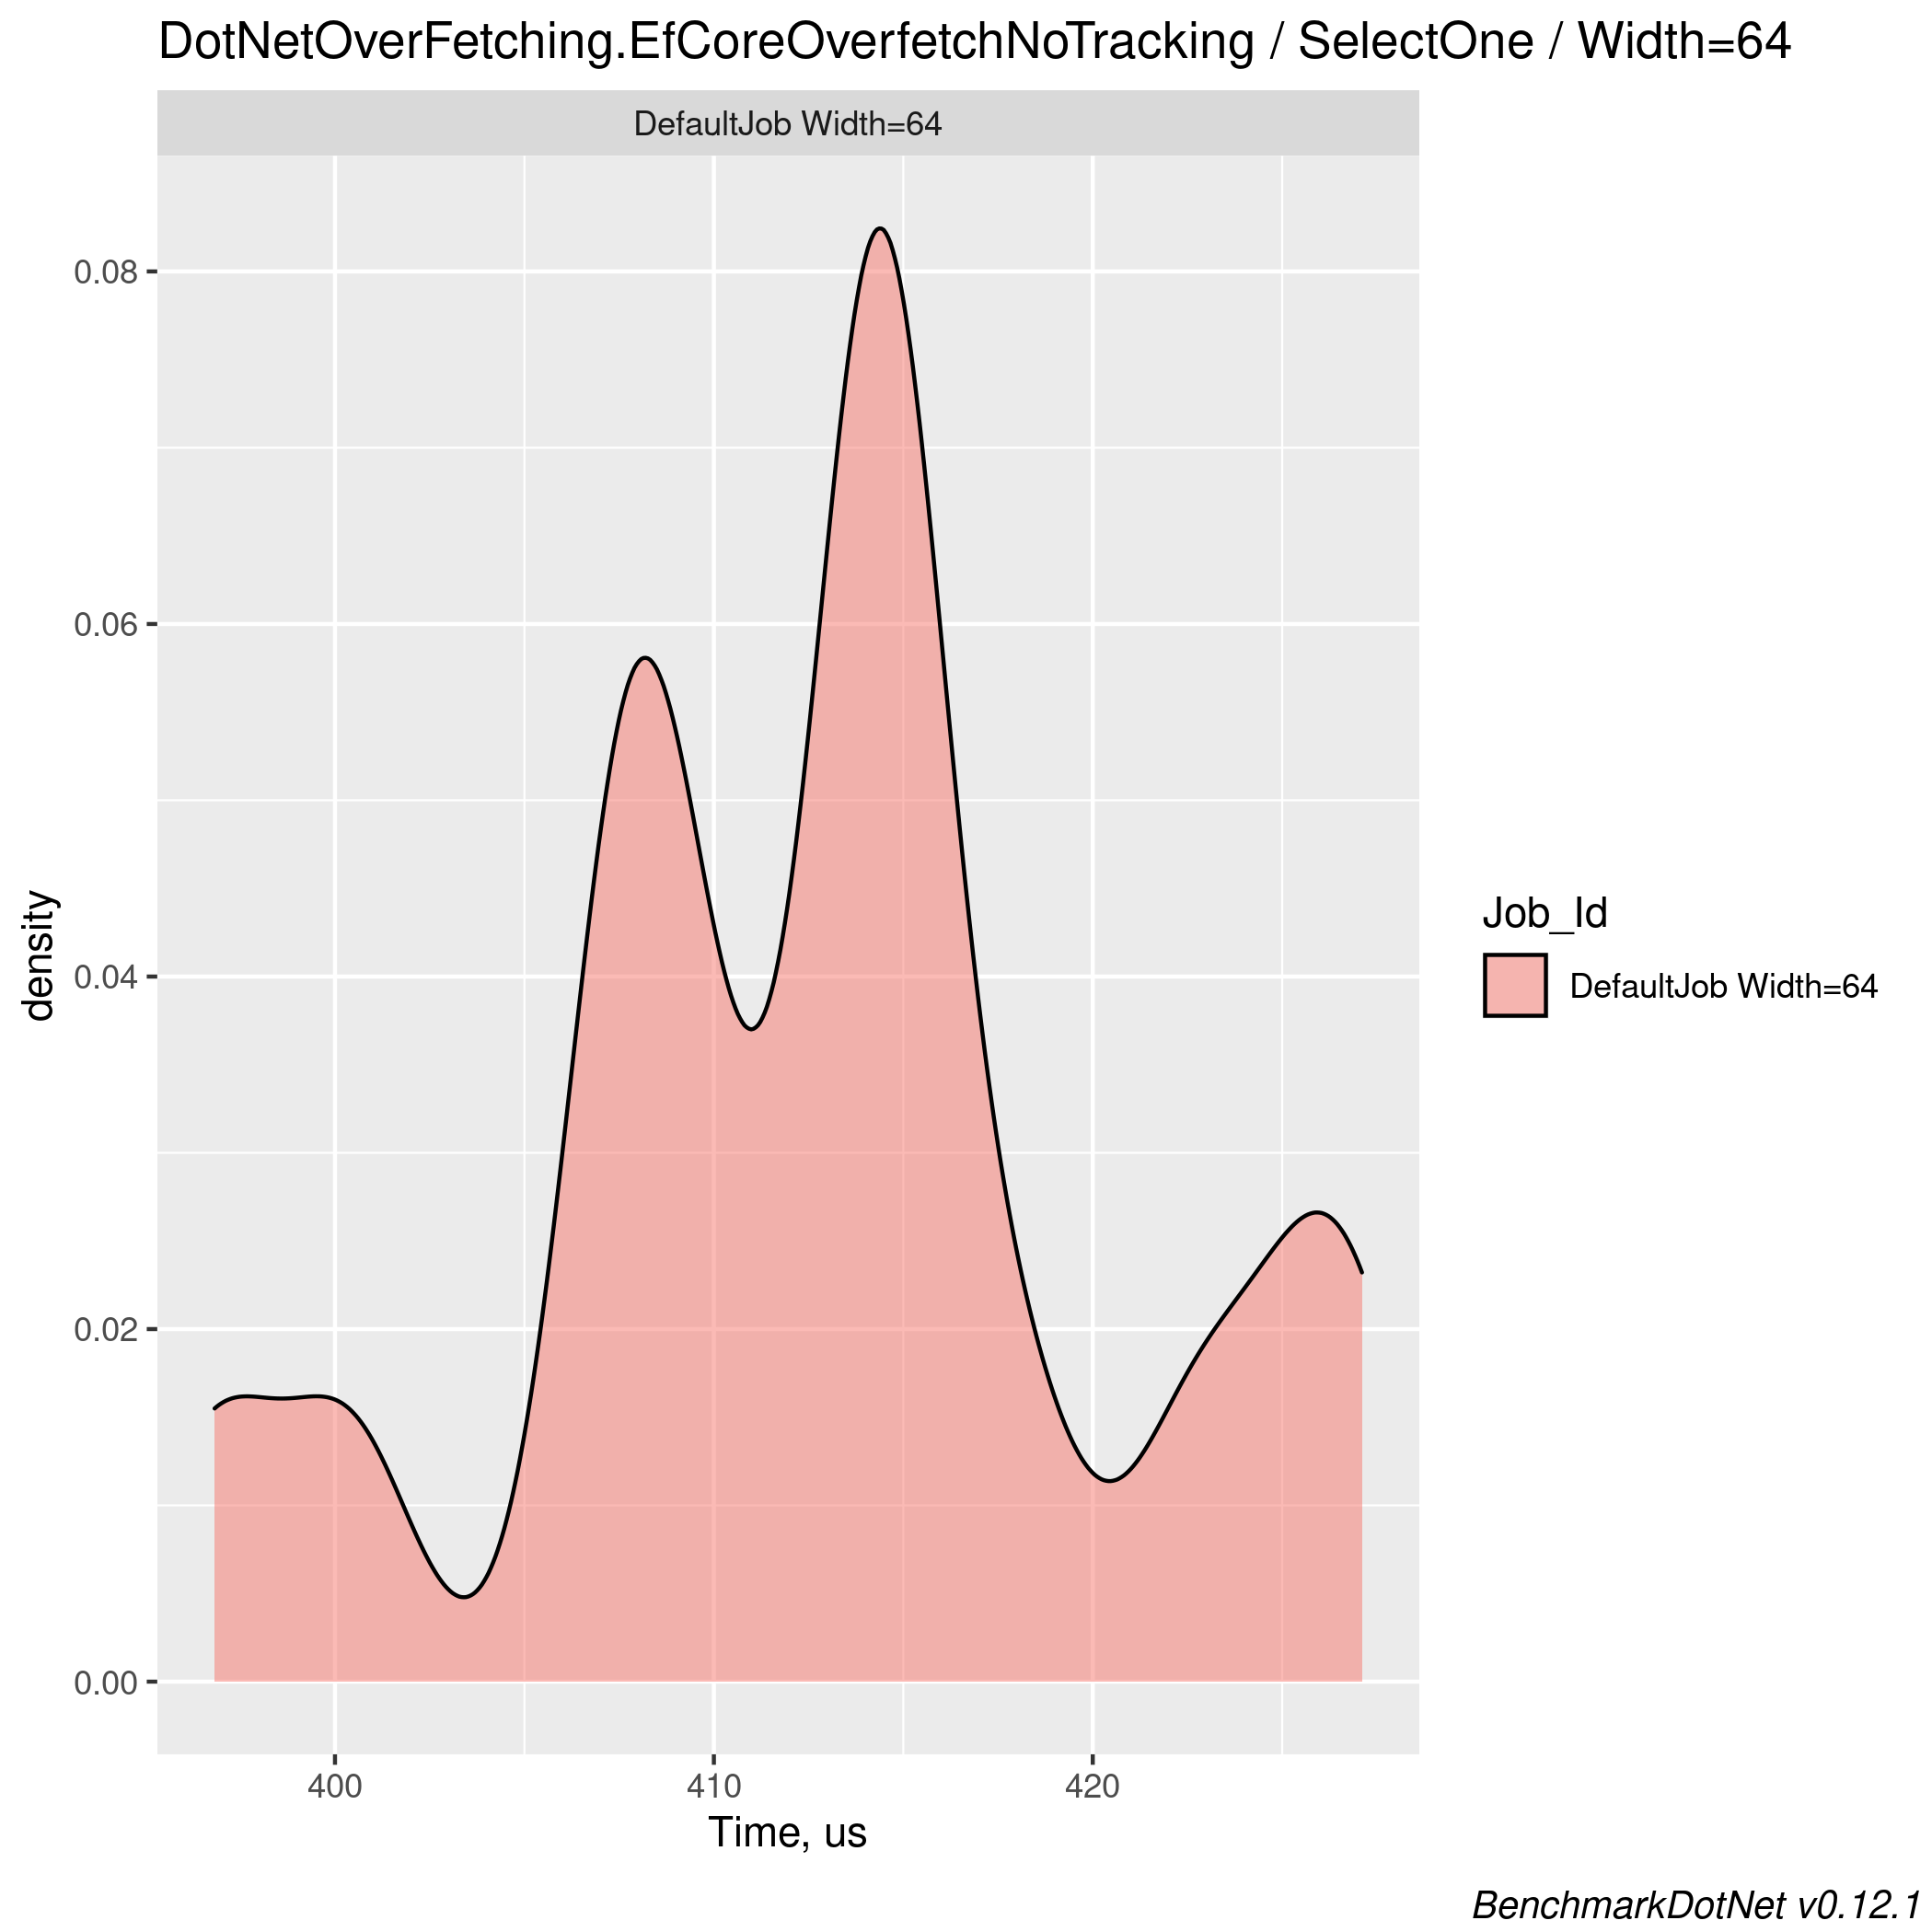 DotNetOverFetching.EfCoreOverfetchNoTracking / SelectOne / Width=64
DefaultJob Width=64
0.08
0.06
0.04
0.02
0.00
density
400 410 420
Time, us
Job_Id
DefaultJob Width=64
BenchmarkDotNet v0.12.1